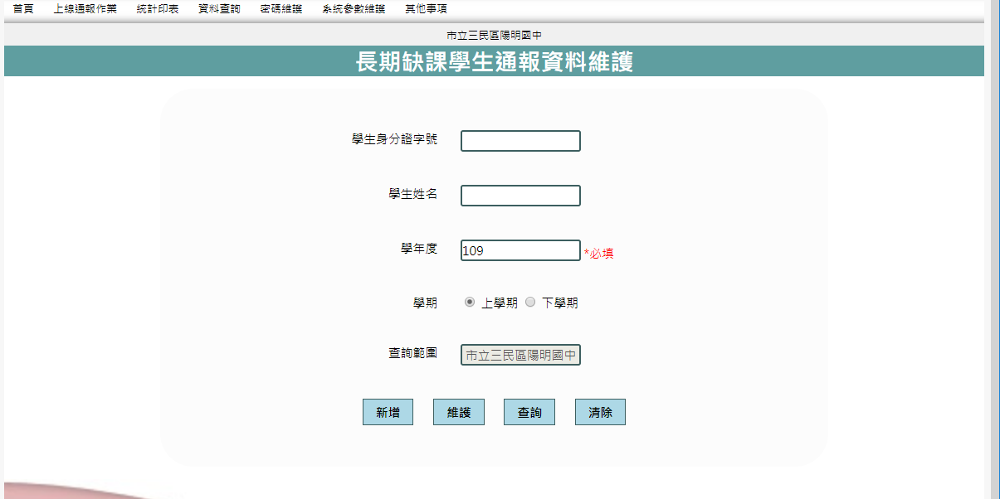 首頁 上線通報作業 統計印表 資料查詢 密碼維護 系統參數維護 其他事項
市立三民區陽明國中
長期缺課學生通報資料維護
學生身分證字號
學生姓名
學年度 109 *必填
學期 上學期 下學期
查詢範圍 市立三民區陽明國中
新增 維護 查詢 清除